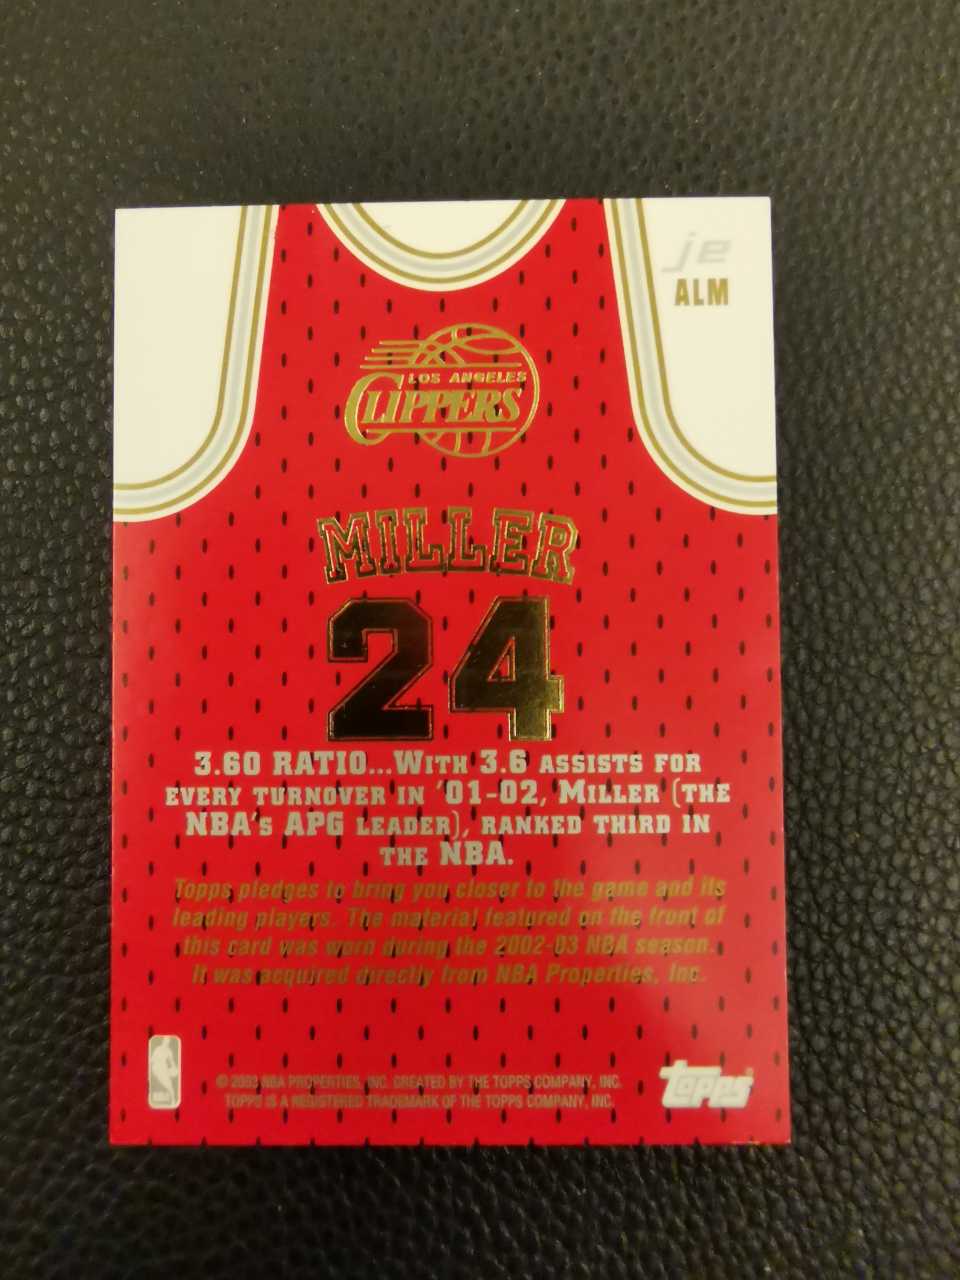 je
ALM
LOS ANGELES
CLIPPERS
MILLER
24
3.60 RATIO...WITH 3.6 ASSISTS FOR
EVERY TURNOVER IN '01-02, MILLER (THE
NBA'S APG LEADER), RANKED THIRD IN
THE NBA.
Topps pledges to bring you closer to the game and its
leading players. The material featured on the front of
this card was worn during the 2002-03 NBA season.
It was acquired directly from NBA Properties, Inc.
© 2003 NBA PROPERTIES, INC. CREATED BY THE TOPPS COMPANY, INC.
TOPPS IS A REGISTERED TRADEMARK OF THE TOPPS COMPANY, INC.
topps